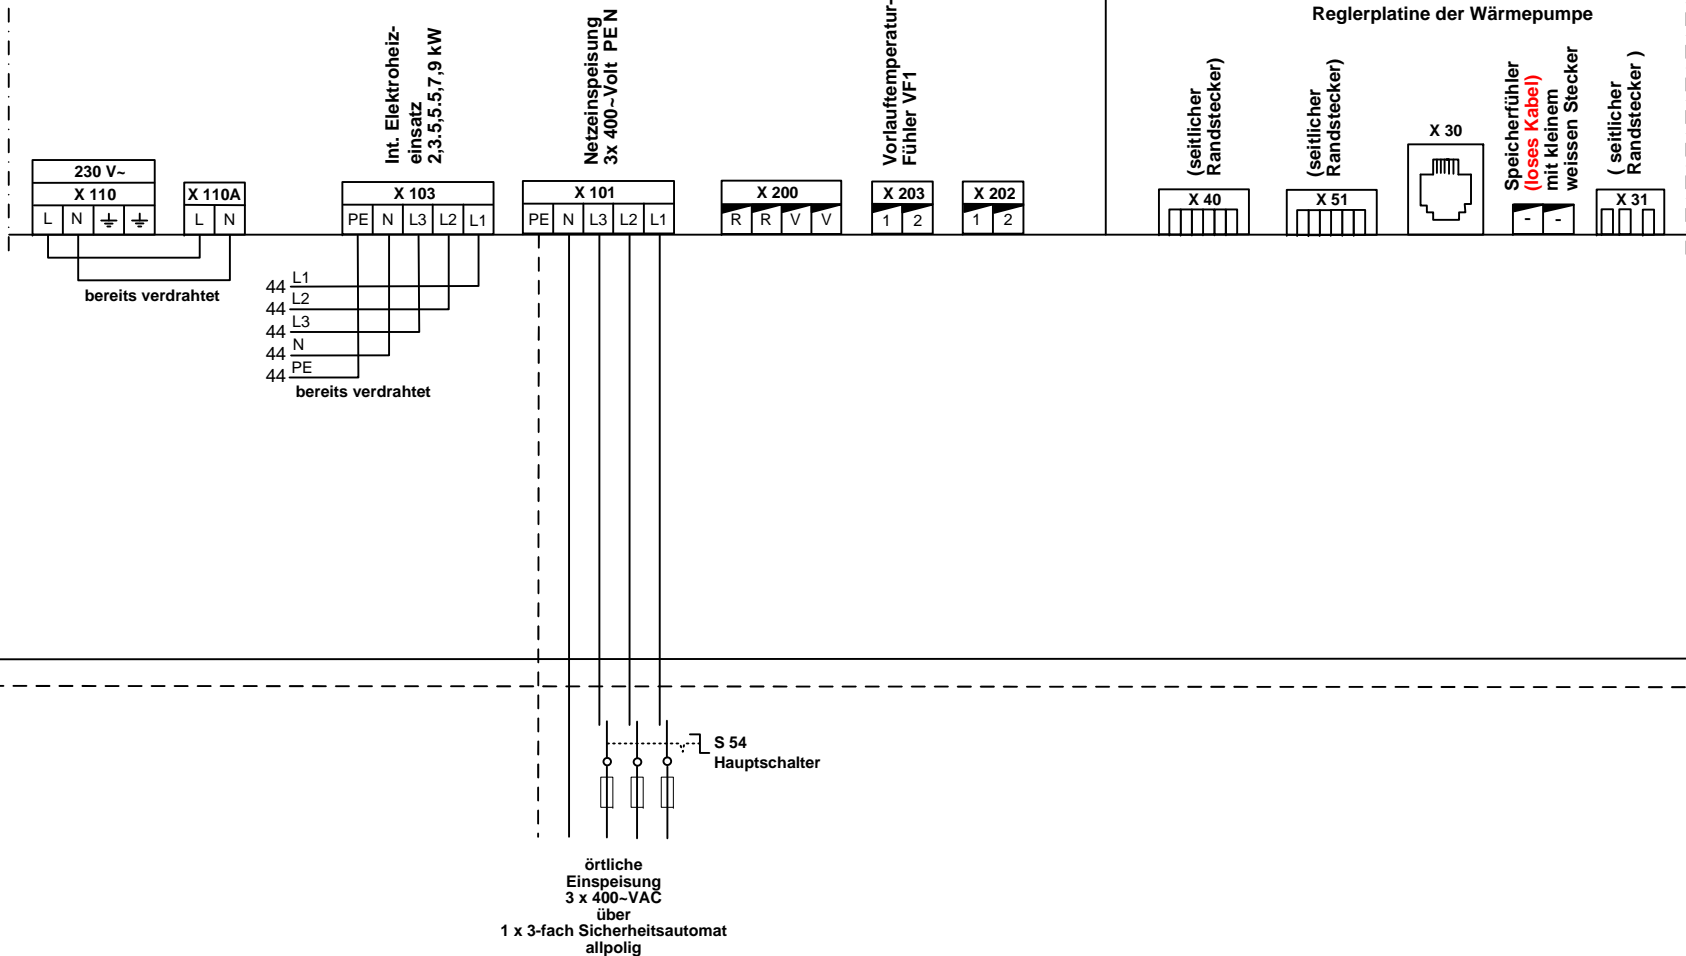 Reglerplatine der Wärmepumpe
Int. Elektroheiz-
einsatz
2,3.5,5.5,7,9 kW
Netzeinspeisung
3x 400~Volt PE N
Vorlauftemperatur-
Fühler VF1
(seitlicher
Randstecker)
(seitlicher
Randstecker)
X 30
Speicherfühler
(loses Kabel)
mit kleinem
weissen Stecker
( seitlicher
Randstecker )
230 V~
X 110
L N
X 110A
L N
X 103
PE N L3 L2 L1
X 101
PE N L3 L2 L1
X 200
R R V V
X 203
1 2
X 202
1 2
X 40
X 51
- -
X 31
bereits verdrahtet
44 L1
44 L2
44 L3
44 N
44 PE
bereits verdrahtet
S 54
Hauptschalter
örtliche
Einspeisung
3 x 400~VAC
über
1 x 3-fach Sicherheitsautomat
allpolig